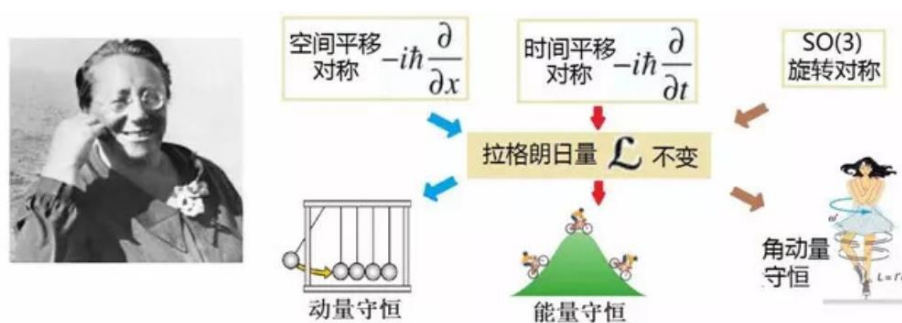 空间平移
对称
-iħ ∂/∂x
时间平移
对称
-iħ ∂/∂t
SO(3)
旋转对称
拉格朗日量 ℒ 不变
动量守恒
能量守恒
角动量
守恒
ω